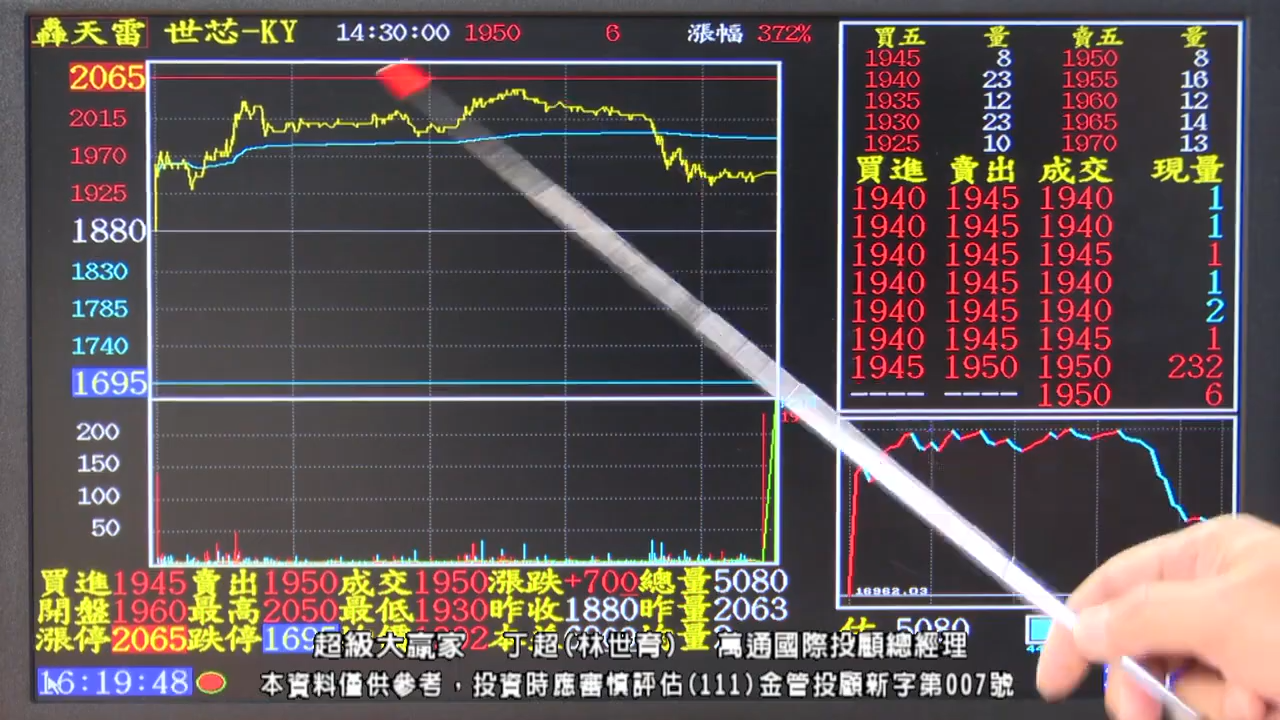 轟天雷 世芯-KY 14:30:00 1950 6 漲幅 372%
2065
2015
1970
1925
1880
1830
1785
1740
1695
200
150
100
50
買五 量 賣五 量
1945 8 1950 8
1940 23 1955 16
1935 12 1960 12
1930 23 1965 14
1925 10 1970 13
買進 賣出 成交 現量
1940 1945 1940 1
1940 1945 1940 1
1940 1945 1940 1
1940 1945 1940 1
1940 1945 1940 2
1940 1945 1940 1
1945 1950 1950 232
---- ---- 1950 6
16962.03
買進1945賣出1950成交1950漲跌+700總量5080
開盤1960最高2050最低1930昨收1880昨量2063
漲停2065跌停1695
估 5080
超級大贏家 丁超(林世育) 萬通國際投顧總經理
16:19:48
本資料僅供參考，投資時應審慎評估(111)金管投顧新字第007號